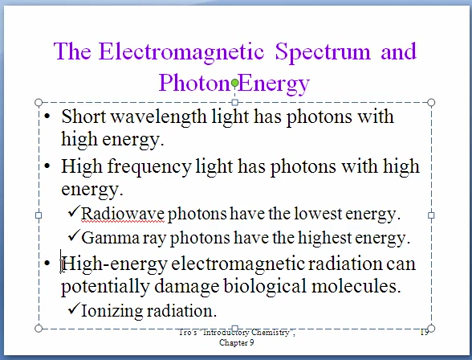 The Electromagnetic Spectrum and
Photon Energy
• Short wavelength light has photons with
high energy.
• High frequency light has photons with high
energy.
✓Radiowave photons have the lowest energy.
✓Gamma ray photons have the highest energy.
• High-energy electromagnetic radiation can
potentially damage biological molecules.
✓Ionizing radiation.
Tro's "Introductory Chemistry",
Chapter 9
19